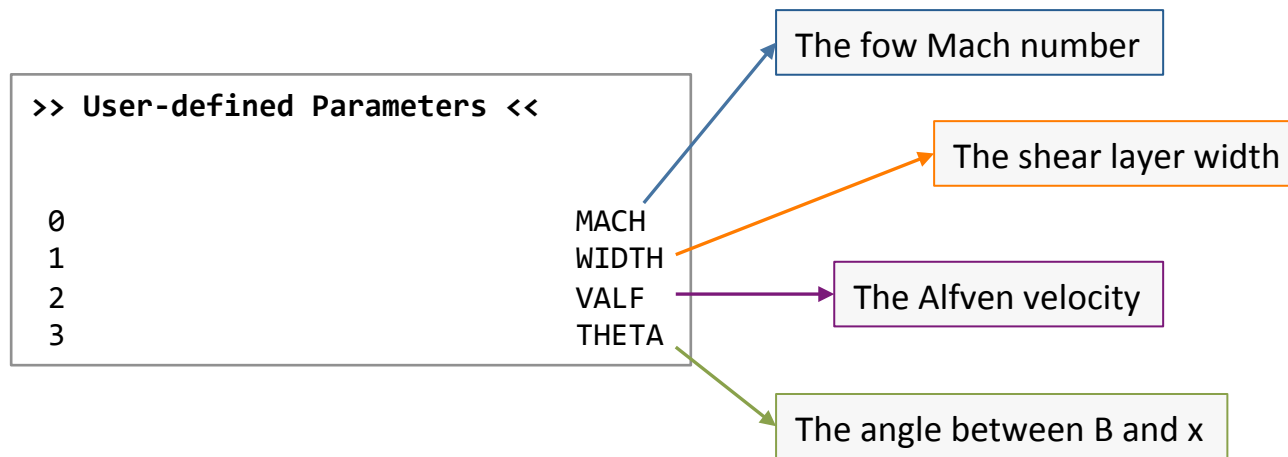 The fow Mach number
>> User-defined Parameters <<
The shear layer width
0 MACH
1 WIDTH
2 VALF
3 THETA
The Alfven velocity
The angle between B and x